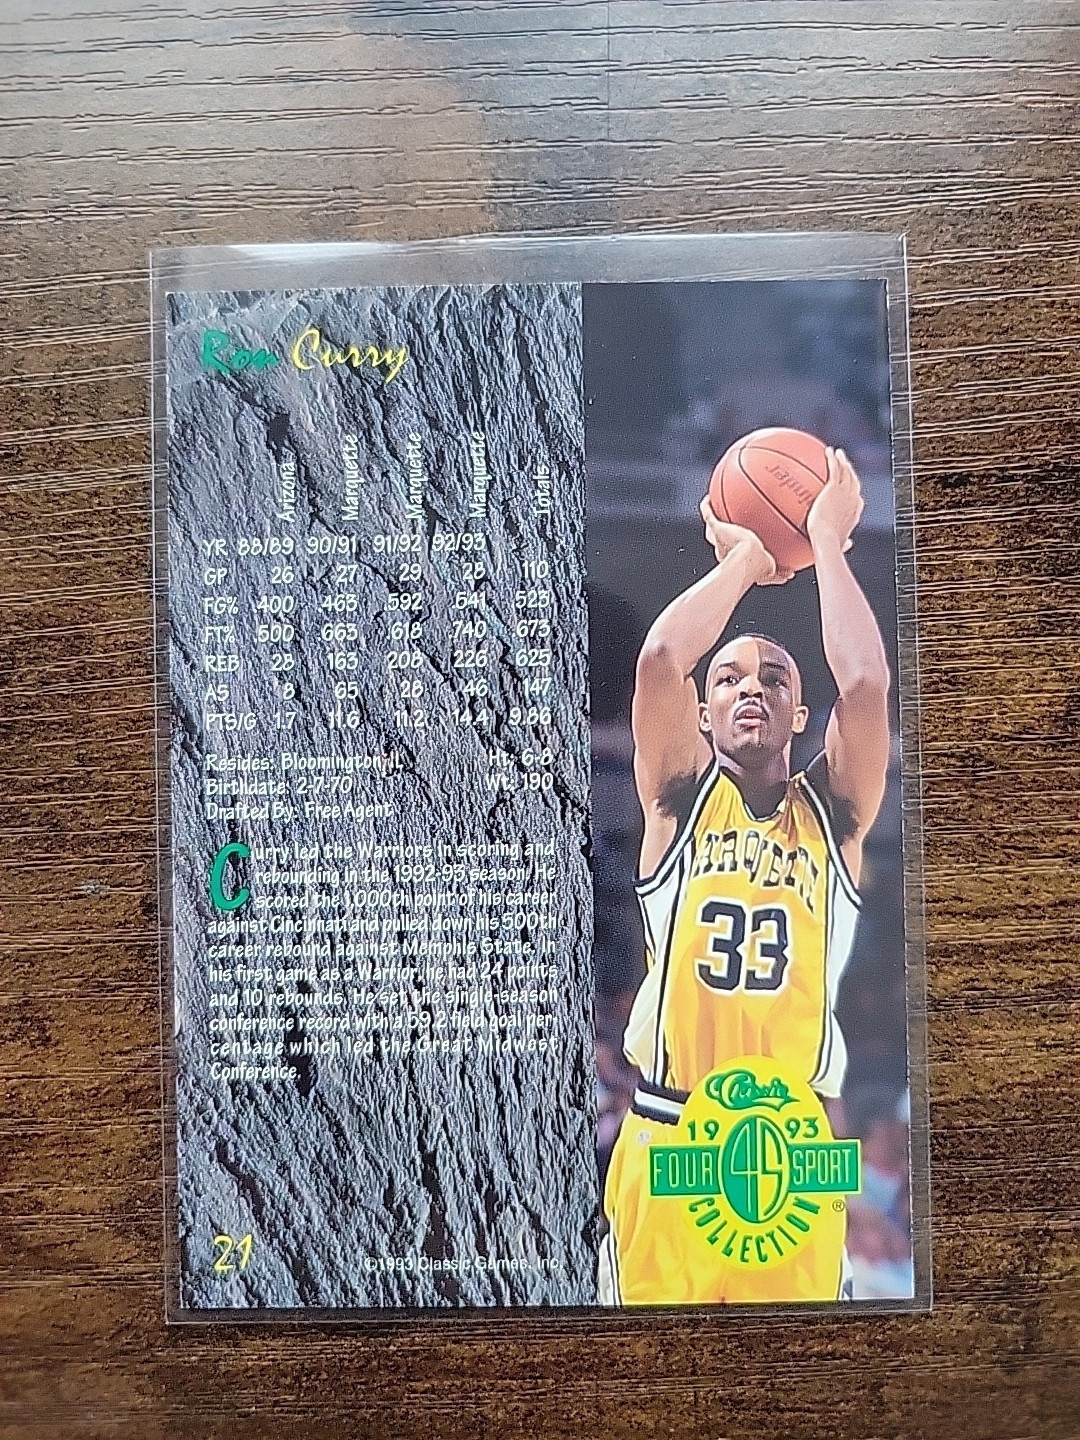 Ron Curry
Arizona Marquette Marquette Marquette Totals
YR 88/89 90/91 91/92 92/93
GP 26 27 29 28 110
FG% .400 .463 .592 .541 .523
FT% .500 .663 .618 .740 .673
REB 28 163 208 226 625
AS 8 65 28 46 147
PTS/G 1.7 11.6 11.2 14.4 9.86
Resides: Bloomington, IL Ht: 6-8
Birthdate: 2-7-70 Wt: 190
Drafted By: Free Agent
Curry led the Warriors in scoring and
rebounding in the 1992-93 season. He
scored the 1,000th point of his career
against Cincinnati and pulled down his 500th
career rebound against Memphis State. In
his first game as a Warrior, he had 24 points
and 10 rebounds. He set the single-season
conference record with a 59.2 field goal per-
centage which led the Great Midwest
Conference.
21
©1993 Classic Games, Inc.
winner
MARQUETTE
33
Classic
1993
FOUR 4S SPORT
COLLECTION ®